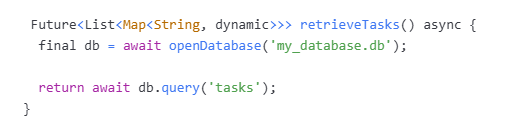 Future<List<Map<String, dynamic>>> retrieveTasks() async {
final db = await openDatabase('my_database.db');
return await db.query('tasks');
}